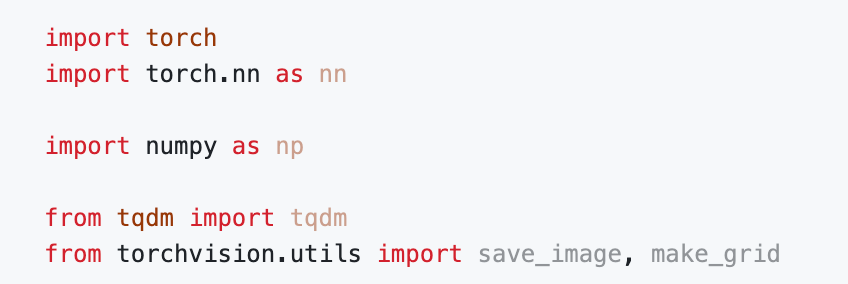 import torch
import torch.nn as nn
import numpy as np
from tqdm import tqdm
from torchvision.utils import save_image, make_grid